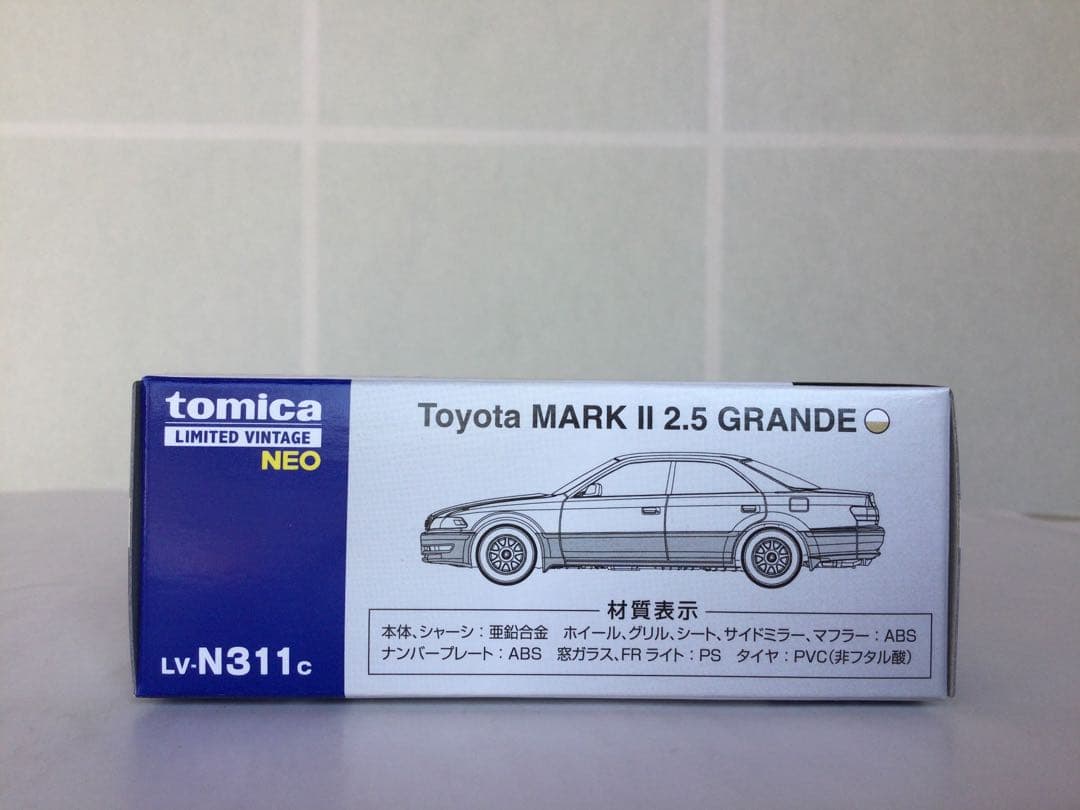 tomica
LIMITED VINTAGE
NEO
Toyota MARK II 2.5 GRANDE
材質表示
本体、シャーシ：亜鉛合金 ホイール、グリル、シート、サイドミラー、マフラー：ABS
ナンバープレート：ABS 窓ガラス、FRライト：PS タイヤ：PVC（非フタル酸）
LV-N311c